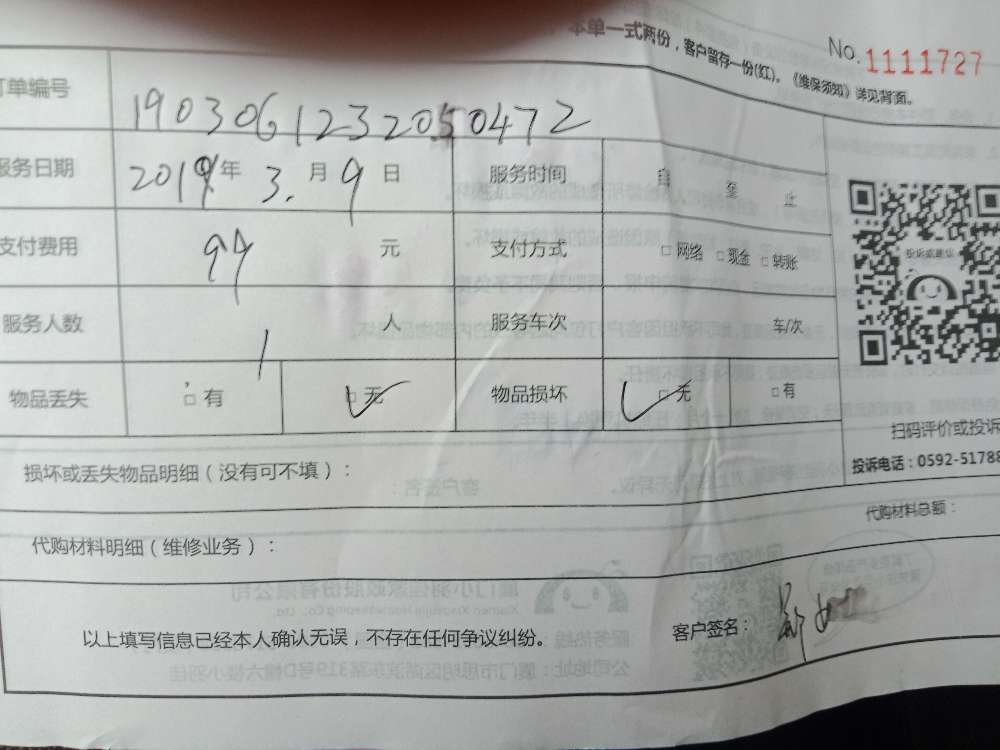 本单一式两份，客户留存一份(红)。《维保须知》详见背面。
No. 1111727
订单编号 190306123205 0472
服务日期 2019年 3. 月 9 日 服务时间 自 至 止
支付费用 99 元 支付方式 □ 网络 □ 现金 □ 转账
服务人数 1 人 服务车次 车/次
物品丢失 □ 有 □ 无 物品损坏 □ 无 □ 有
扫码评价或投诉
投诉电话：0592-51788
损坏或丢失物品明细（没有可不填）：
代购材料总额：
代购材料明细（维修业务）：
以上填写信息已经本人确认无误，不存在任何争议纠纷。
客户签名：